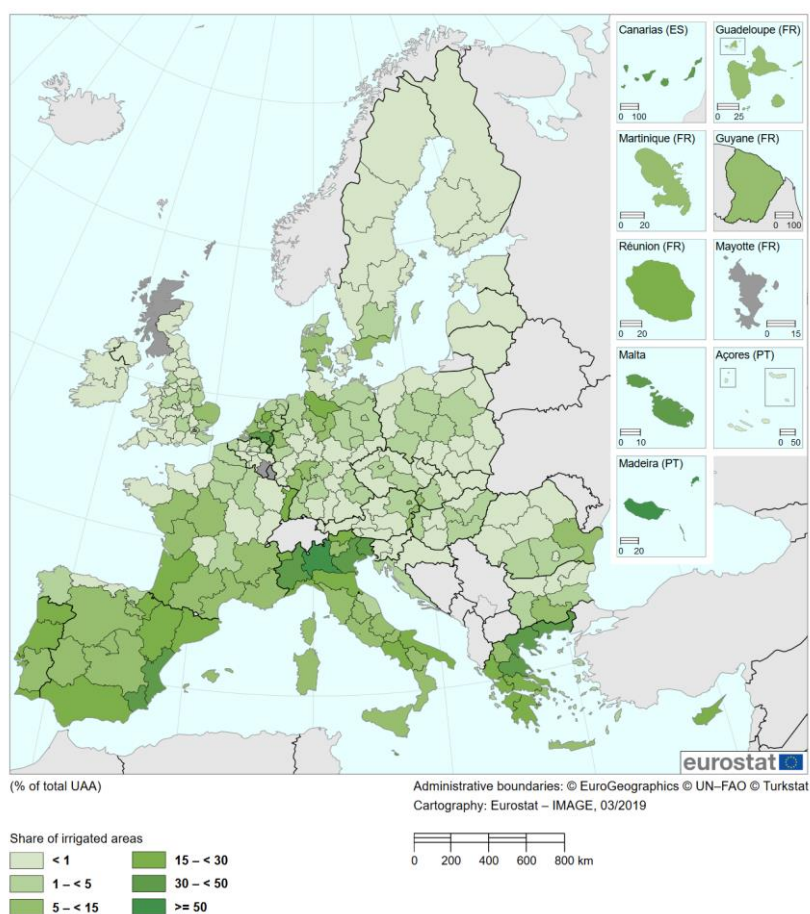 Canarias (ES)
0 100
Guadeloupe (FR)
0 25
Martinique (FR)
0 20
Guyane (FR)
0 100
Réunion (FR)
0 20
Mayotte (FR)
0 15
Malta
0 10
Açores (PT)
0 50
Madeira (PT)
0 20
eurostat
(% of total UAA)
Administrative boundaries: © EuroGeographics © UN–FAO © Turkstat
Cartography: Eurostat – IMAGE, 03/2019
Share of irrigated areas
< 1
1 – < 5
5 – < 15
15 – < 30
30 – < 50
>= 50
0 200 400 600 800 km